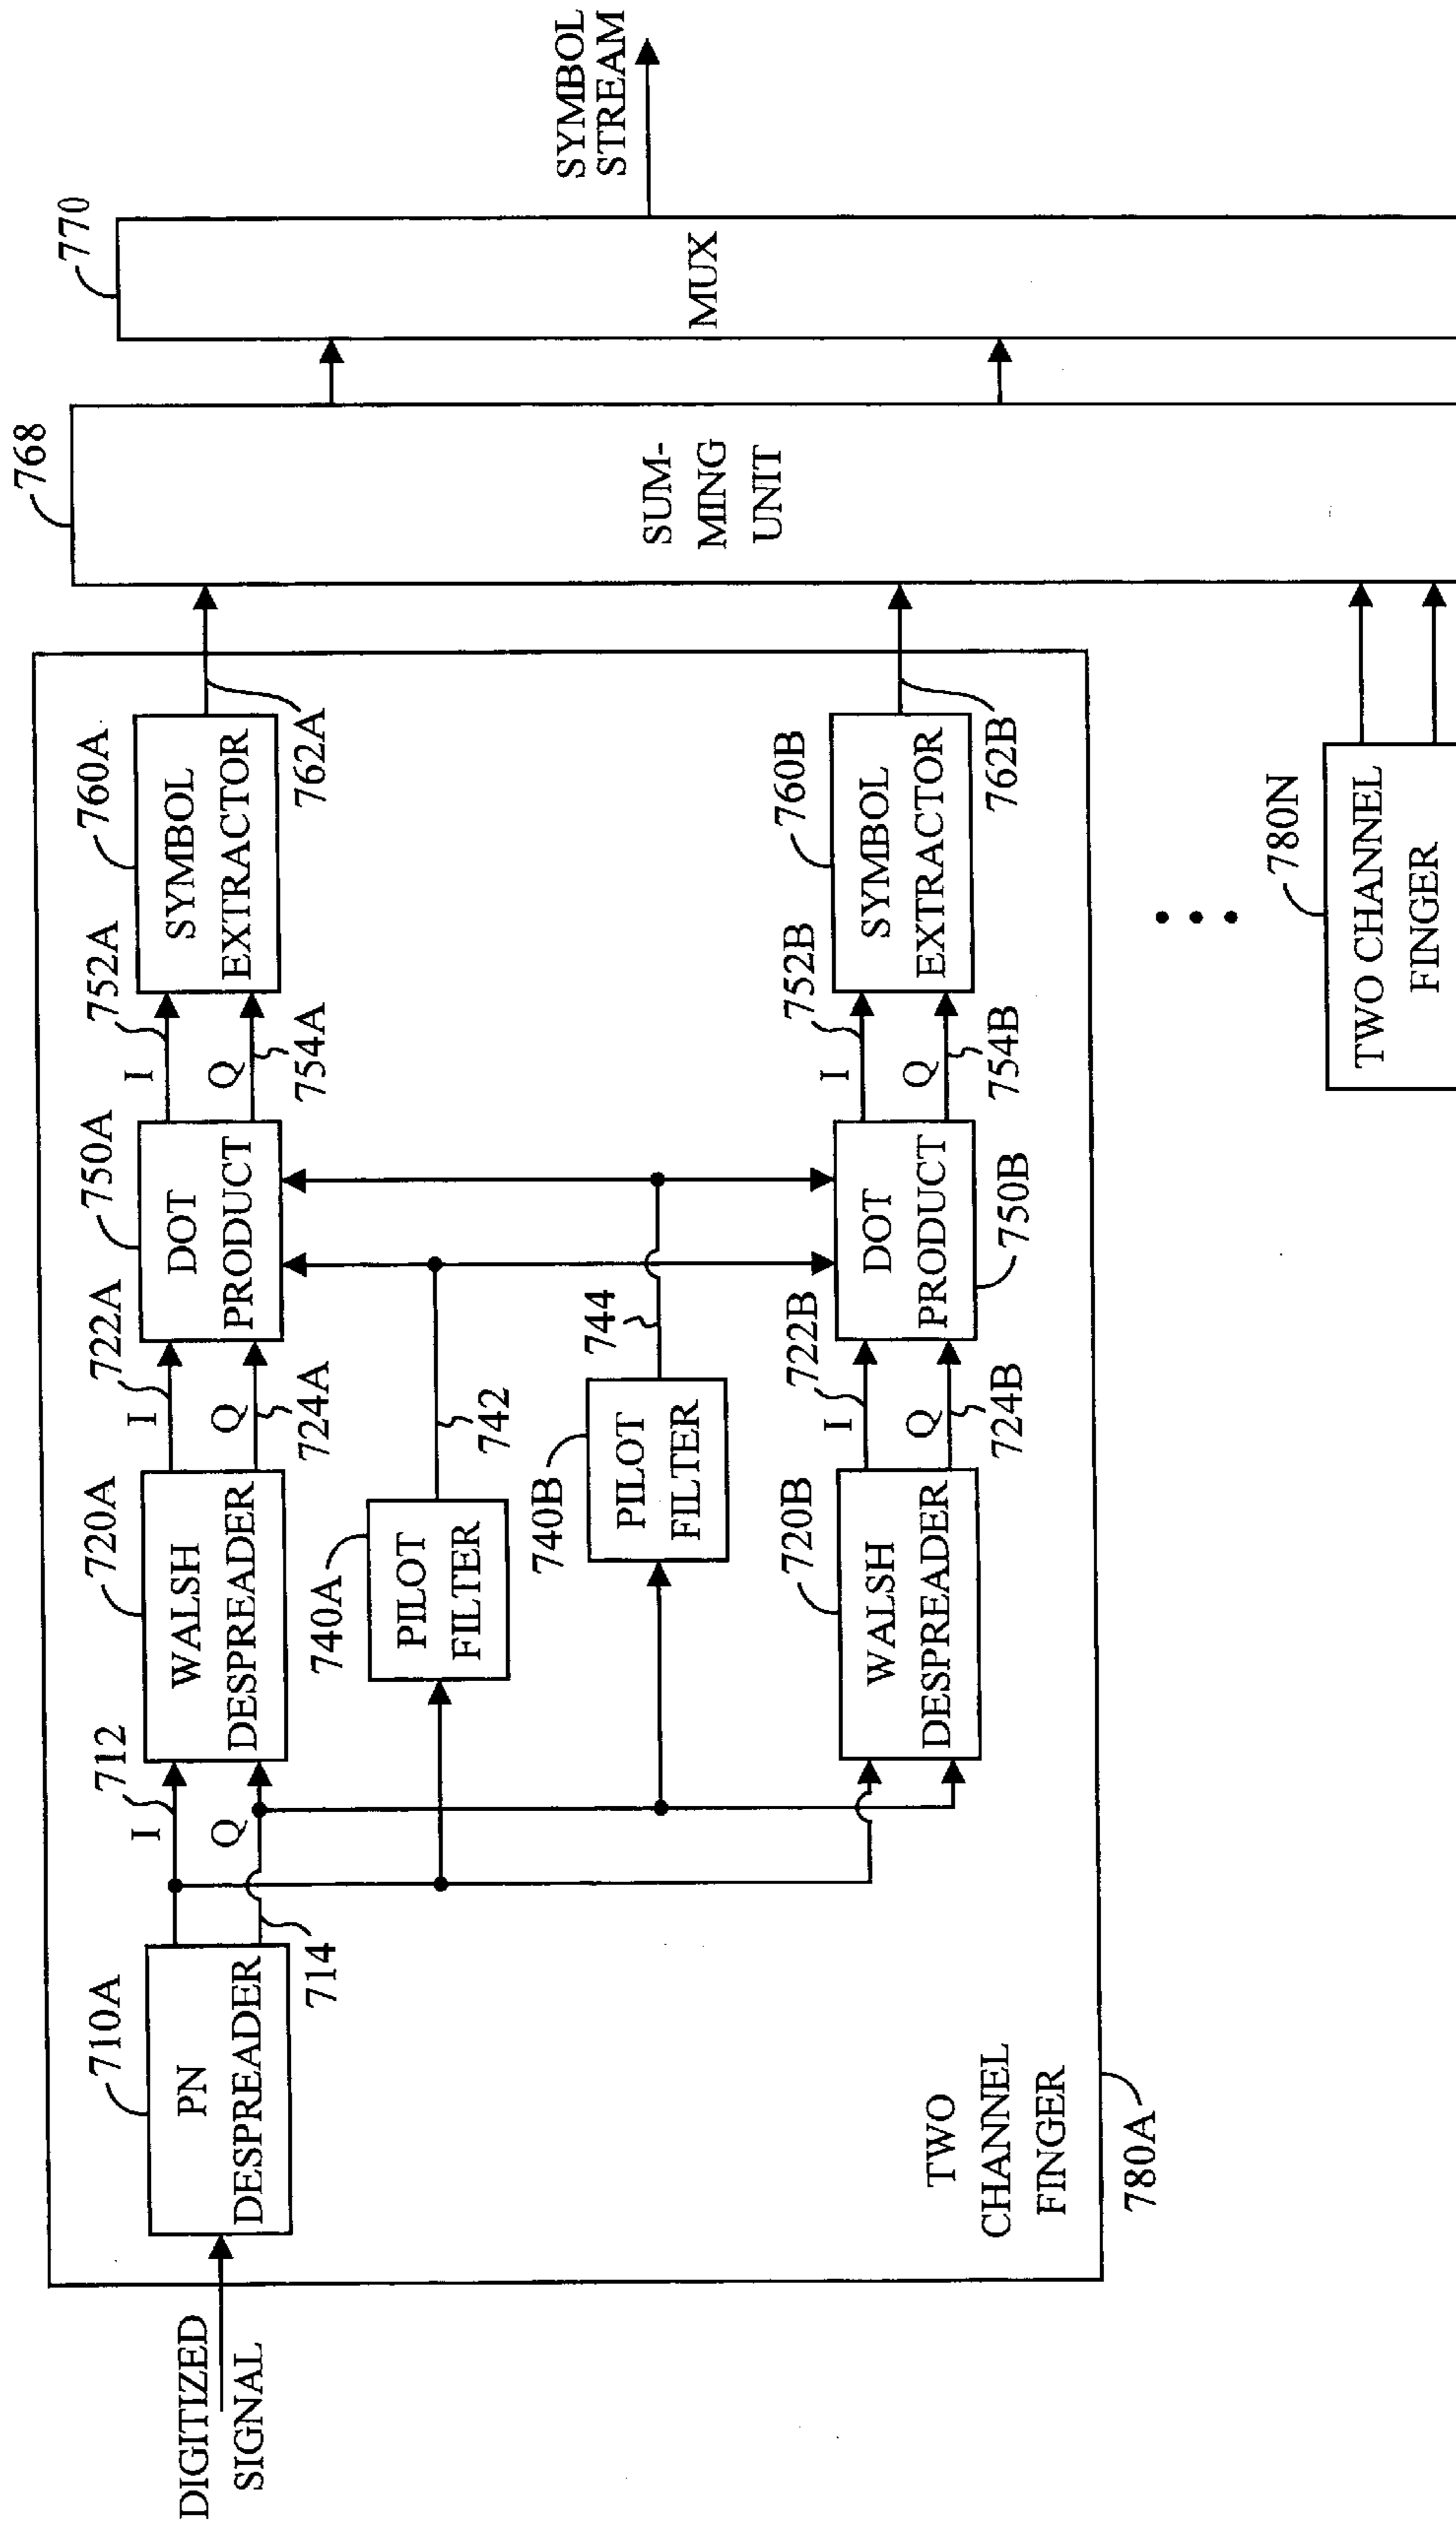 DIGITIZED
SIGNAL
710A
PN
DESPREADER
714
I
712
Q
720A
WALSH
DESPREADER
I
722A
Q
724A
750A
DOT
PRODUCT
I
752A
Q
754A
760A
SYMBOL
EXTRACTOR
762A
740A
PILOT
FILTER
742
740B
PILOT
FILTER
744
720B
WALSH
DESPREADER
I
722B
Q
724B
DOT
PRODUCT
750B
I
752B
Q
754B
760B
SYMBOL
EXTRACTOR
762B
TWO
CHANNEL
FINGER
780A
780N
TWO CHANNEL
FINGER
768
SUM-
MING
UNIT
770
MUX
SYMBOL
STREAM